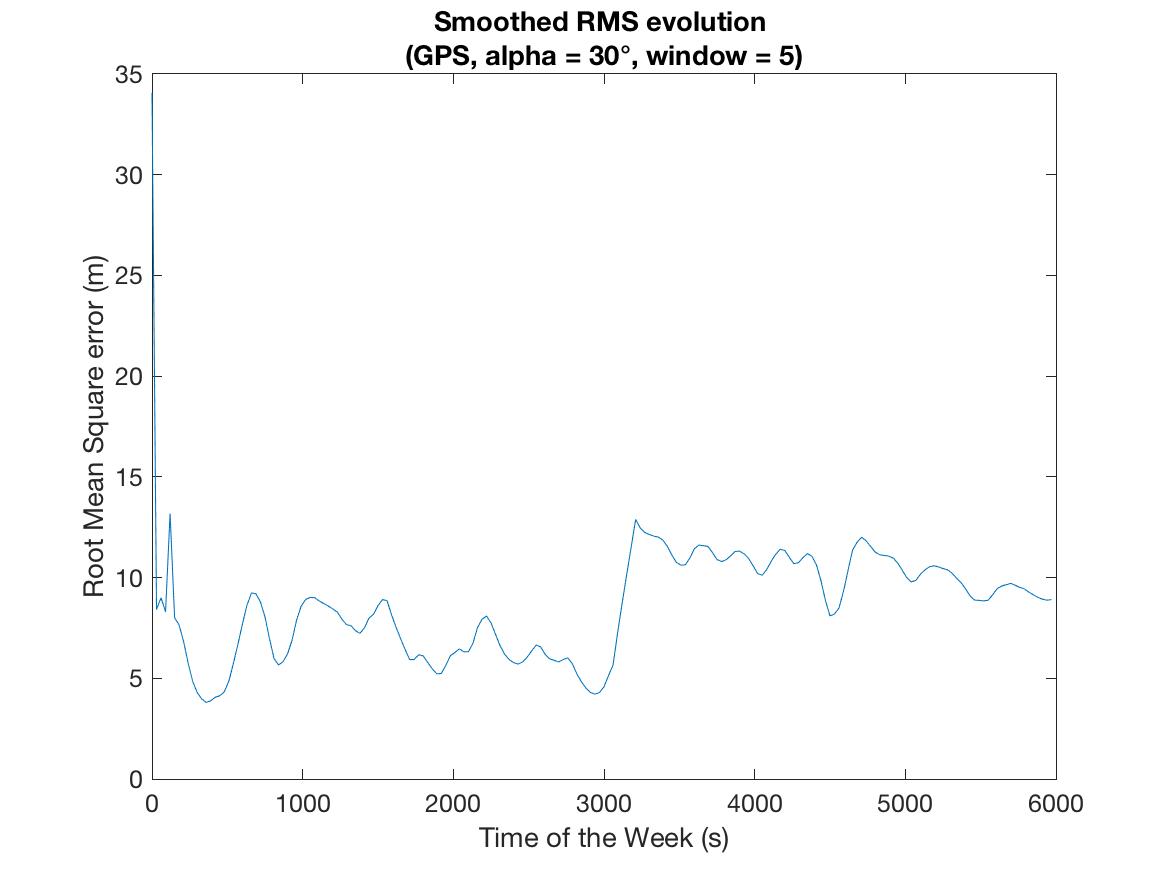 Smoothed RMS evolution
(GPS, alpha = 30°, window = 5)
35
30
25
20
15
10
5
0
Root Mean Square error (m)
0 1000 2000 3000 4000 5000 6000
Time of the Week (s)